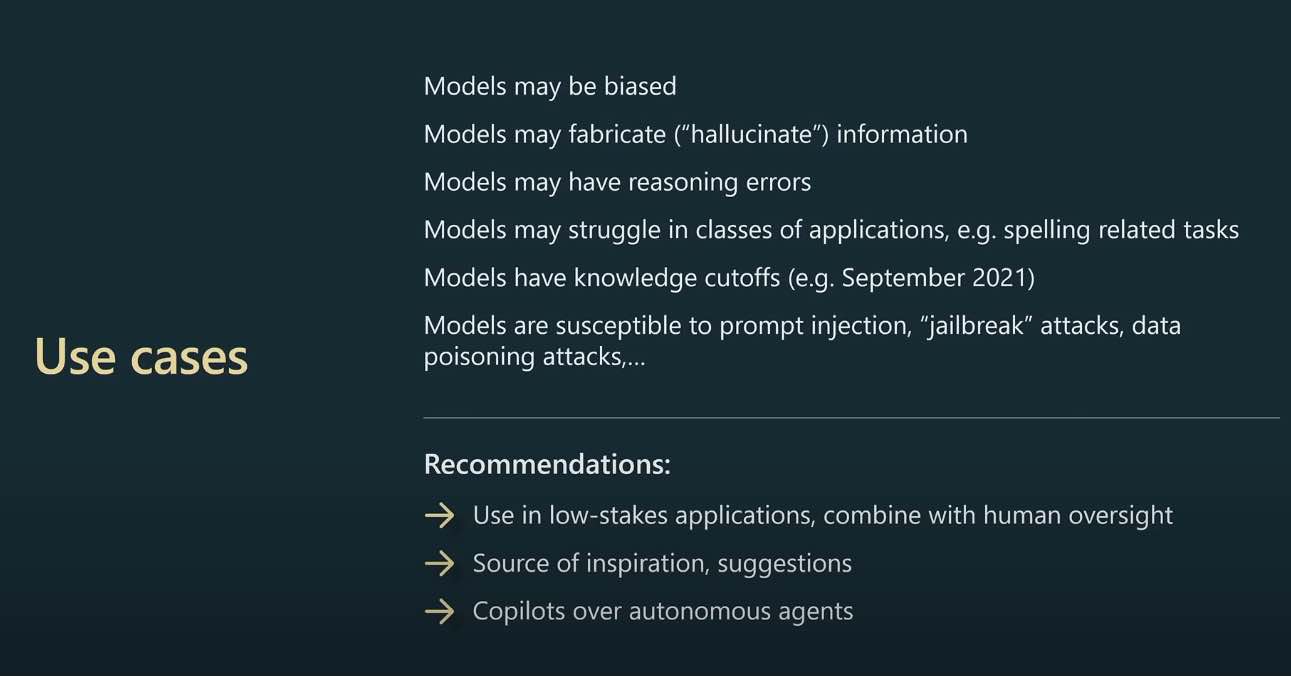 Use cases
Models may be biased
Models may fabricate (“hallucinate”) information
Models may have reasoning errors
Models may struggle in classes of applications, e.g. spelling related tasks
Models have knowledge cutoffs (e.g. September 2021)
Models are susceptible to prompt injection, “jailbreak” attacks, data
poisoning attacks,...
Recommendations:
→ Use in low-stakes applications, combine with human oversight
→ Source of inspiration, suggestions
→ Copilots over autonomous agents